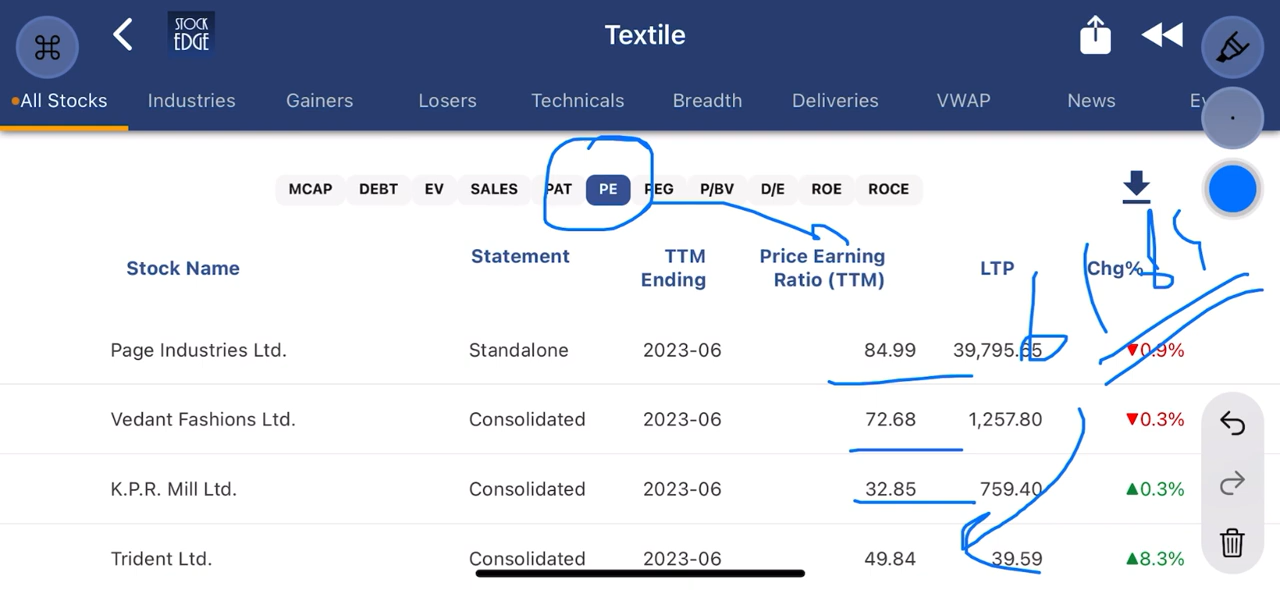 STOCK
EDGE
Textile
All Stocks Industries Gainers Losers Technicals Breadth Deliveries VWAP News
MCAP DEBT EV SALES PAT PE PEG P/BV D/E ROE ROCE
Stock Name Statement TTM Ending Price Earning Ratio (TTM) LTP Chg%
Page Industries Ltd. Standalone 2023-06 84.99 39,795.65 ▼0.9%
Vedant Fashions Ltd. Consolidated 2023-06 72.68 1,257.80 ▼0.3%
K.P.R. Mill Ltd. Consolidated 2023-06 32.85 759.40 ▲0.3%
Trident Ltd. Consolidated 2023-06 49.84 39.59 ▲8.3%